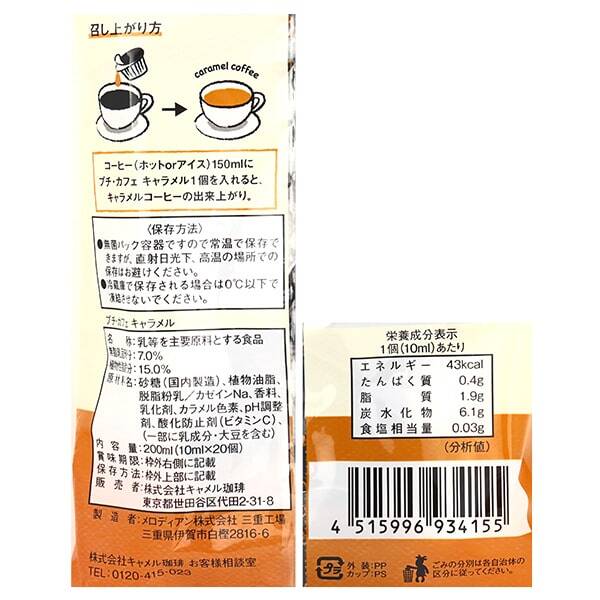 召し上がり方
caramel coffee
コーヒー(ホットorアイス)150mlに
プチ・カフェ キャラメル1個を入れると、
キャラメルコーヒーの出来上がり。
〈保存方法〉
●無菌パック容器ですので常温で保存で
きますが、直射日光下、高温の場所での
保存はお避けください。
●冷蔵庫で保存される場合は0℃以下で
凍結させないでください。
プチ・カフェ キャラメル
名称:乳等を主要原料とする食品
無脂乳固形分:7.0%
植物性脂肪分:15.0%
原材料名:砂糖(国内製造)、植物油脂、
脱脂粉乳/カゼインNa、香料、
乳化剤、カラメル色素、pH調整
剤、酸化防止剤(ビタミンC)、
(一部に乳成分・大豆を含む)
内容量:200ml(10ml×20個)
賞味期限:枠外右側に記載
保存方法:枠外上部に記載
販売者:株式会社キャメル珈琲
東京都世田谷区代田2-31-8
製造者:メロディアン株式会社 三重工場
三重県伊賀市白樫2816-6
株式会社キャメル珈琲 お客様相談室
TEL:0120-415-023
栄養成分表示
1個(10ml)あたり
エネルギー 43kcal
たんぱく質 0.4g
脂質 1.9g
炭水化物 6.1g
食塩相当量 0.03g
(分析値)
4 515996 934155
プラ
外装:PP
カップ:PS
ごみの分別は各自治体の
区分に従ってください。